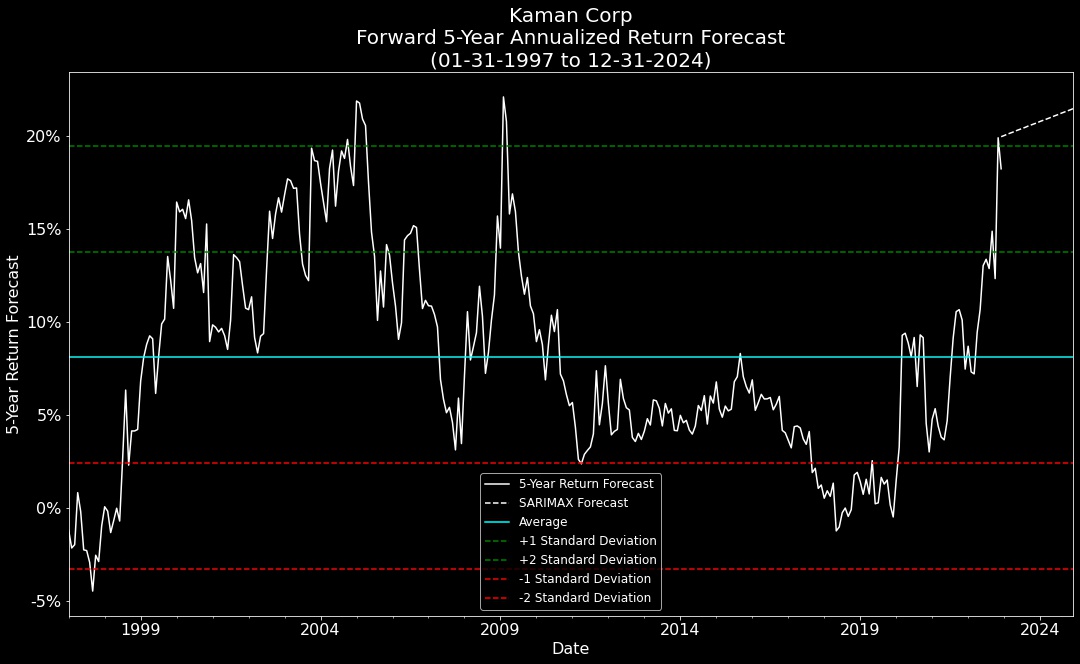 Kaman Corp
Forward 5-Year Annualized Return Forecast
(01-31-1997 to 12-31-2024)
5-Year Return Forecast
20%
15%
10%
5%
0%
-5%
5-Year Return Forecast
SARIMAX Forecast
Average
+1 Standard Deviation
+2 Standard Deviation
-1 Standard Deviation
-2 Standard Deviation
1999 2004 2009 2014 2019 2024
Date